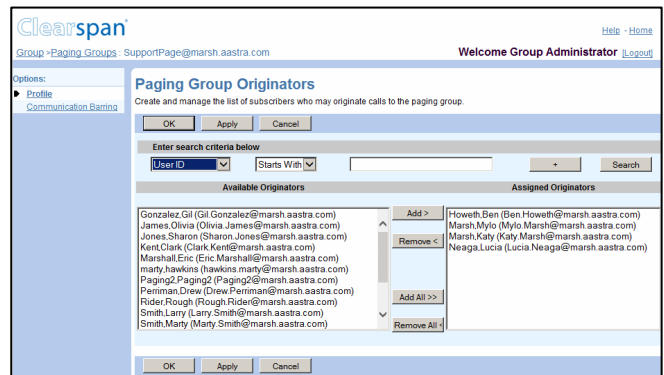 Clearspan
Help - Home
Group >Paging Groups : SupportPage@marsh.aastra.com
Welcome Group Administrator [Logout]
Options:
Profile
Communication Barring
Paging Group Originators
Create and manage the list of subscribers who may originate calls to the paging group.
OK Apply Cancel
Enter search criteria below
User ID Starts With + Search
Available Originators Assigned Originators
Gonzalez,Gil (Gil.Gonzalez@marsh.aastra.com)
James,Olivia (Olivia.James@marsh.aastra.com)
Jones,Sharon (Sharon.Jones@marsh.aastra.com)
Kent,Clark (Clark.Kent@marsh.aastra.com)
Marshall,Eric (Eric.Marshall@marsh.aastra.com)
marty,hawkins (hawkins.marty@marsh.aastra.com)
Paging2,Paging2 (Paging2@marsh.aastra.com)
Perriman,Drew (Drew.Perriman@marsh.aastra.com)
Rider,Rough (Rough.Rider@marsh.aastra.com)
Smith,Larry (Larry.Smith@marsh.aastra.com)
Smith,Marty (Marty.Smith@marsh.aastra.com)
Add >
Remove <
Add All >>
Remove All <
Howeth,Ben (Ben.Howeth@marsh.aastra.com)
Marsh,Mylo (Mylo.Marsh@marsh.aastra.com)
Marsh,Katy (Katy.Marsh@marsh.aastra.com)
Neaga,Lucia (Lucia.Neaga@marsh.aastra.com)
OK Apply Cancel